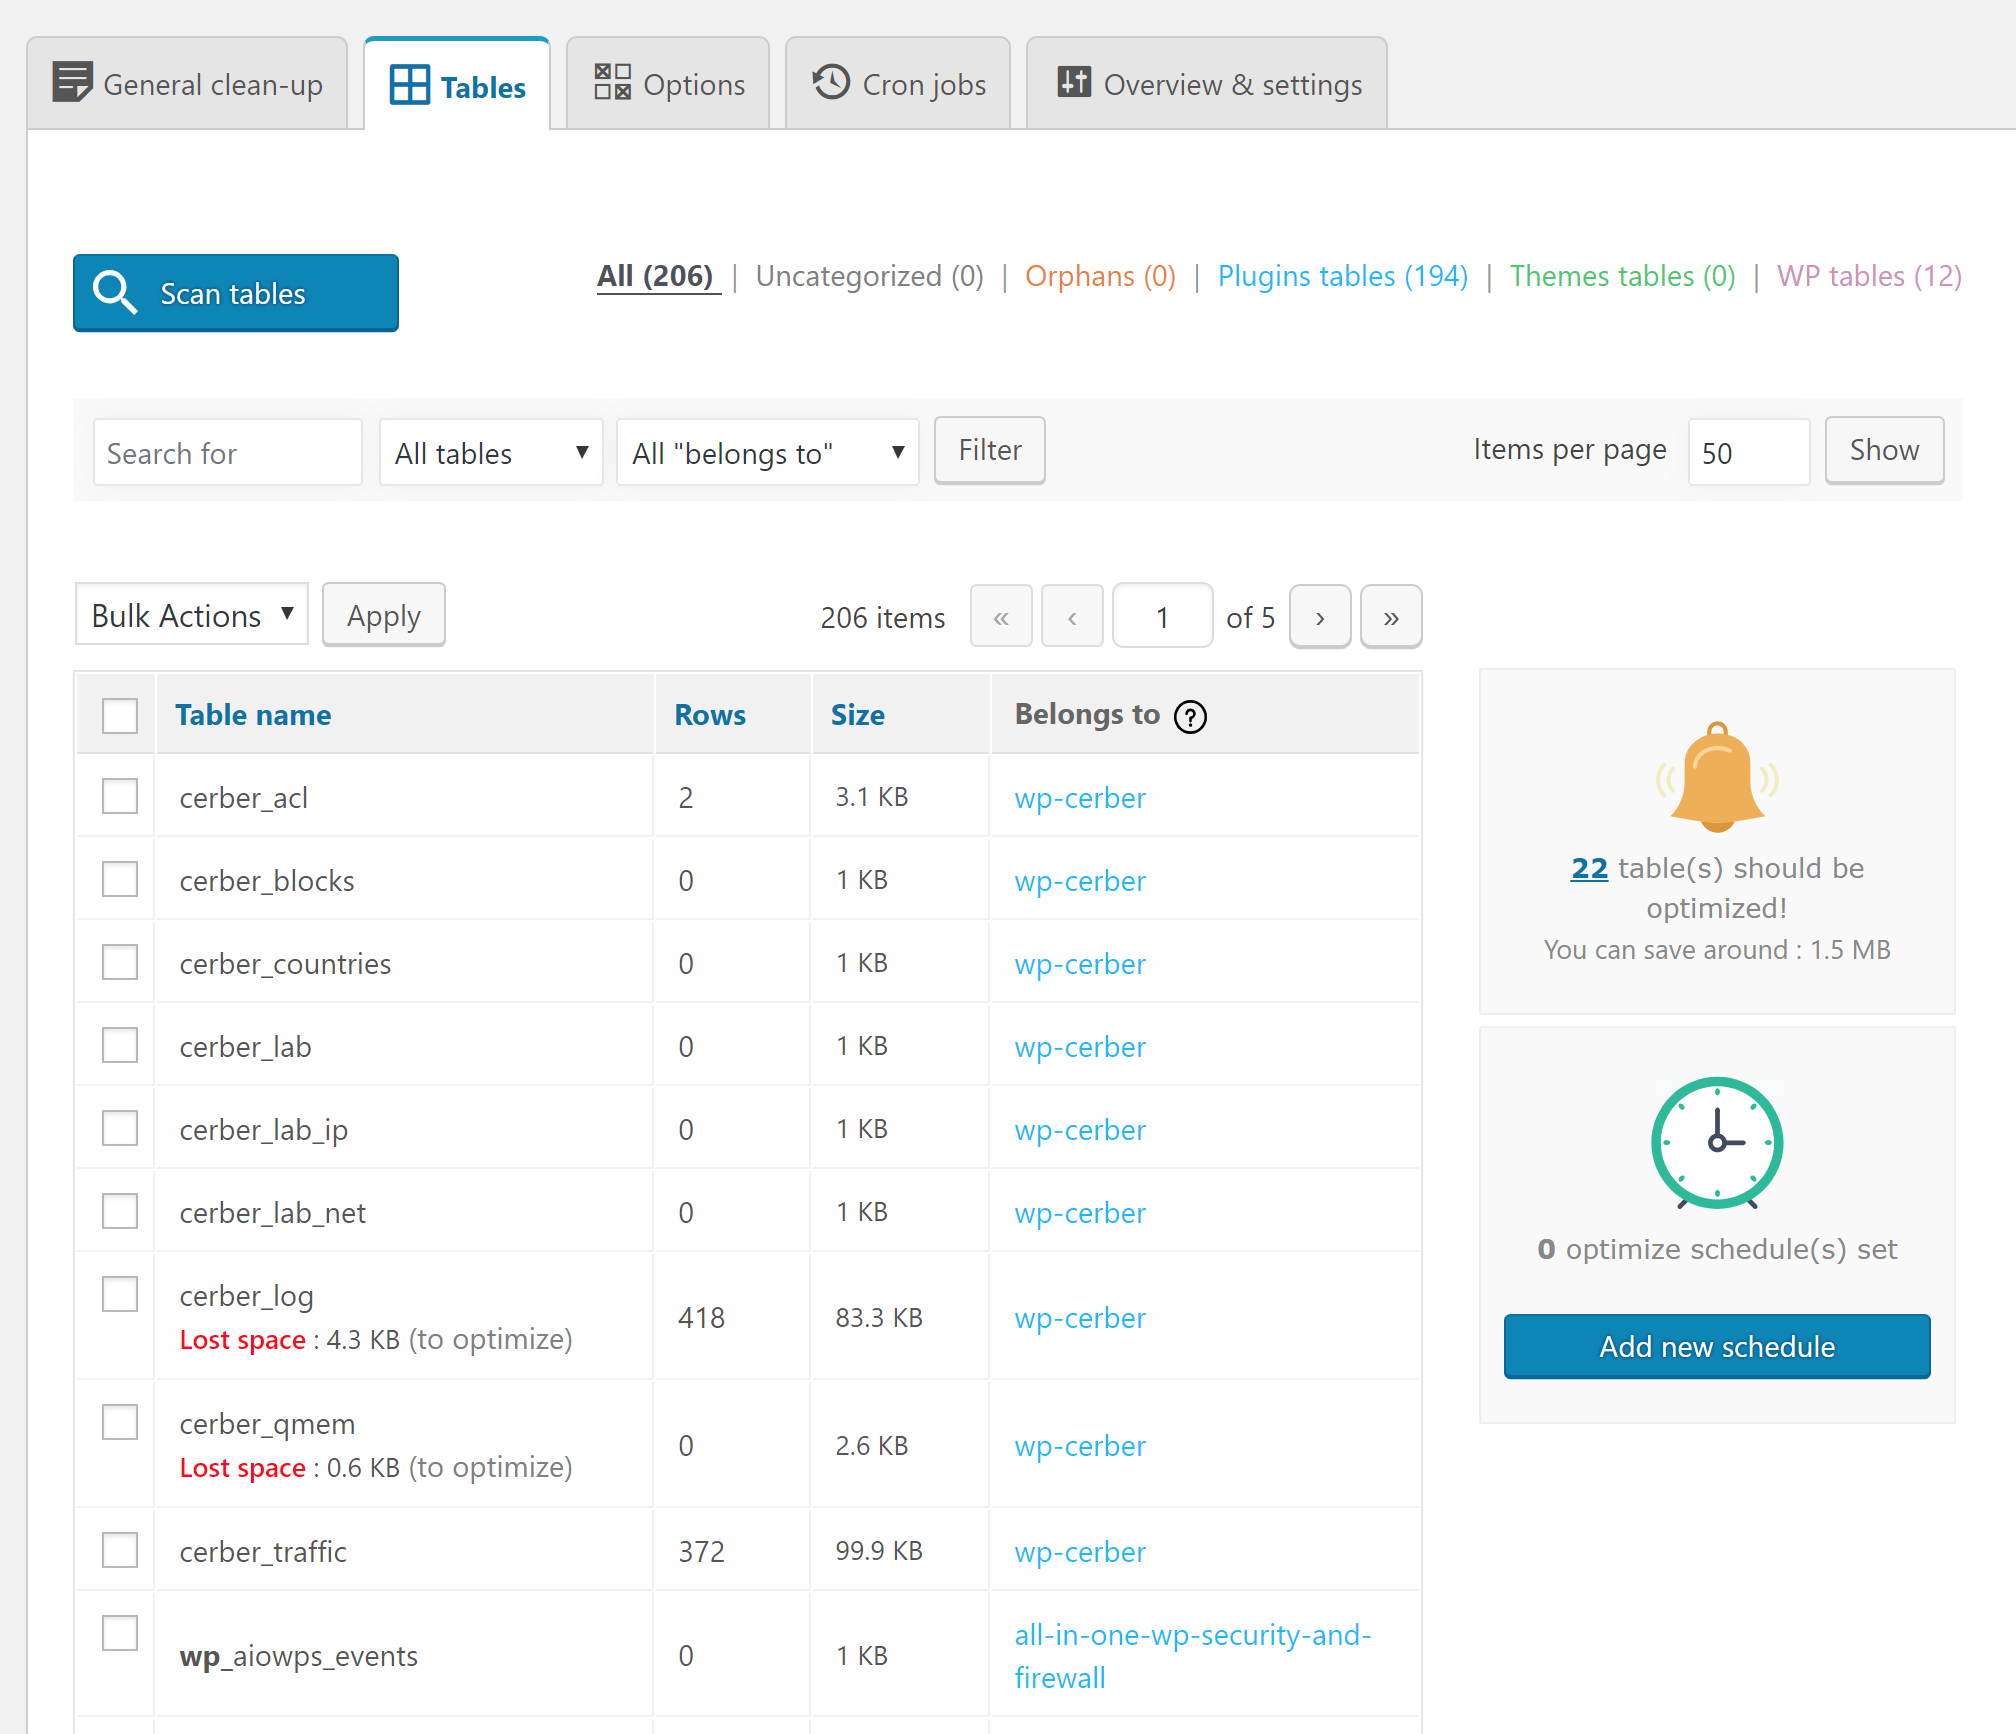 General clean-up
Tables
Options
Cron jobs
Overview & settings
Scan tables
All (206) | Uncategorized (0) | Orphans (0) | Plugins tables (194) | Themes tables (0) | WP tables (12)
Search for
All tables
All "belongs to"
Filter
Items per page
50
Show
Bulk Actions
Apply
206 items
«
‹
1
of 5
›
»
Table name Rows Size Belongs to ?
cerber_acl 2 3.1 KB wp-cerber
cerber_blocks 0 1 KB wp-cerber
cerber_countries 0 1 KB wp-cerber
cerber_lab 0 1 KB wp-cerber
cerber_lab_ip 0 1 KB wp-cerber
cerber_lab_net 0 1 KB wp-cerber
cerber_log
Lost space : 4.3 KB (to optimize)
418 83.3 KB wp-cerber
cerber_qmem
Lost space : 0.6 KB (to optimize)
0 2.6 KB wp-cerber
cerber_traffic 372 99.9 KB wp-cerber
wp_aiowps_events 0 1 KB
all-in-one-wp-security-and-
firewall
22 table(s) should be
optimized!
You can save around : 1.5 MB
0 optimize schedule(s) set
Add new schedule